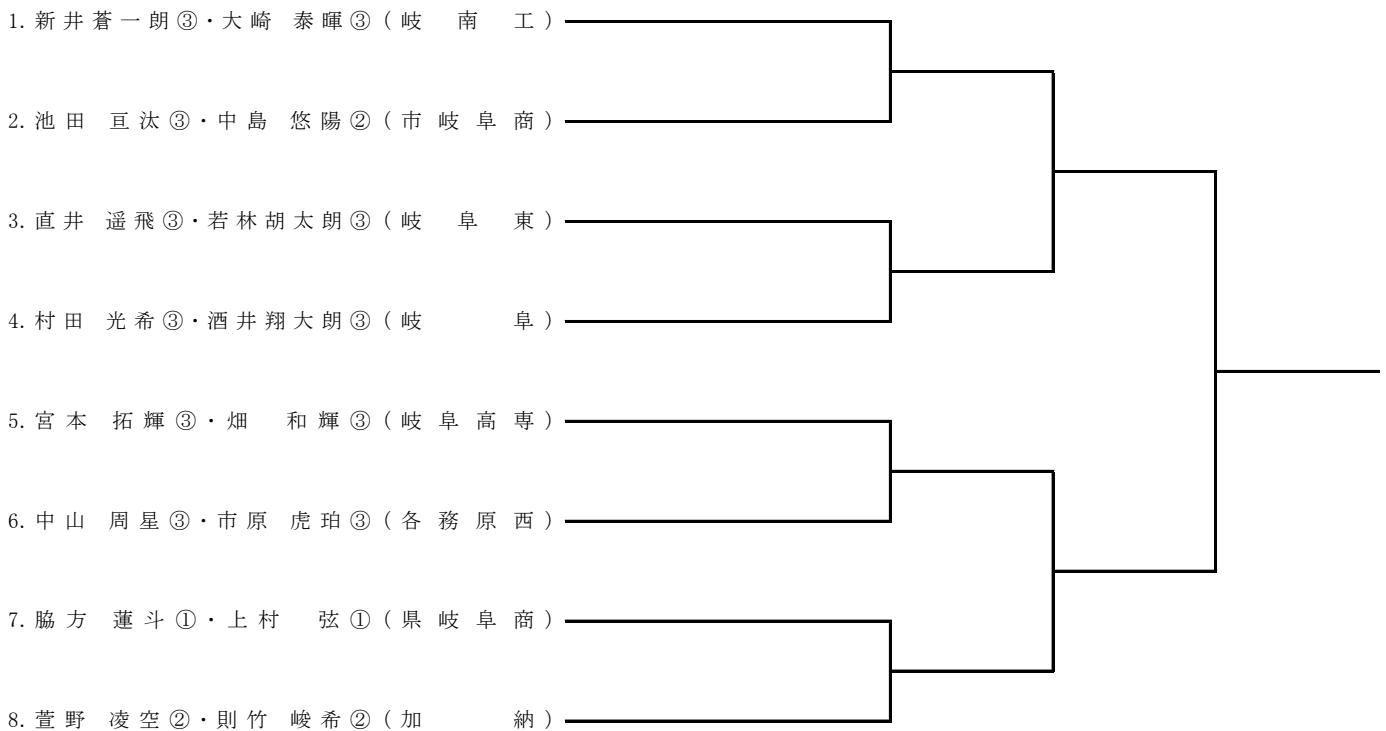 1. 新井蒼一朗③・大崎 泰暉③(岐南工)
2. 池田 亘汰③・中島 悠陽②(市岐阜商)
3. 直井 遥飛③・若林胡太朗③(岐阜東)
4. 村田 光希③・酒井翔大朗③(岐阜)
5. 宮本 拓輝③・畑 和輝③(岐阜高専)
6. 中山 周星③・市原 虎珀③(各務原西)
7. 脇方 蓮斗①・上村 弦①(県岐阜商)
8. 萱野 凌空②・則竹 峻希②(加納)